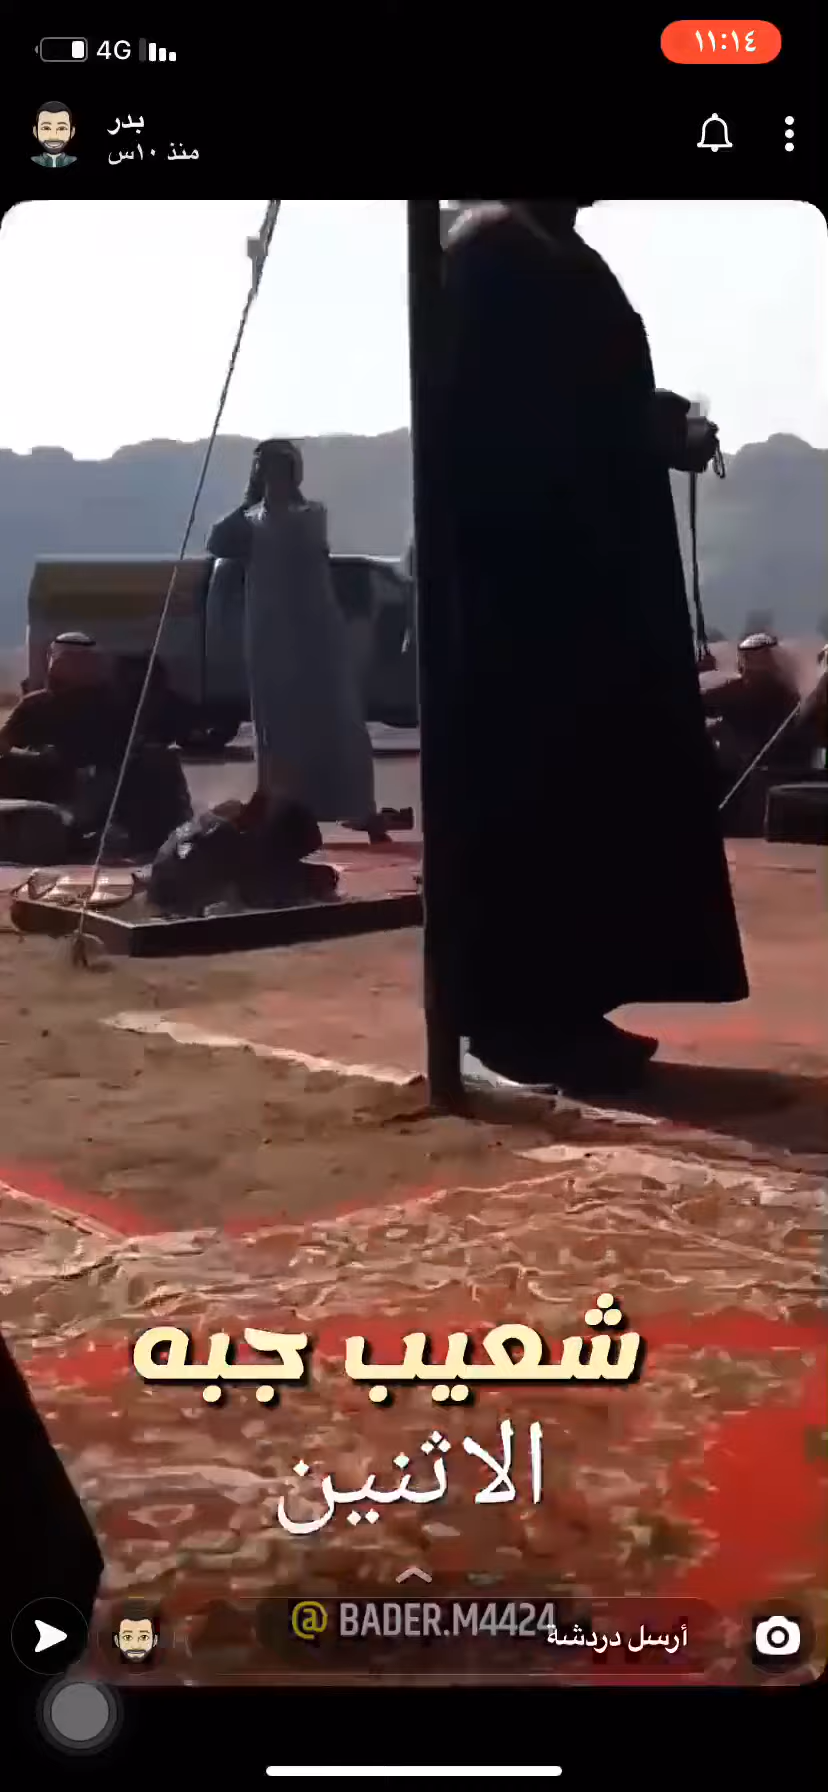 4G
١١:١٤
بدر
منذ ١٠س
شعيب جبه
الاثنين
@ BADER.M4424
أرسل دردشة